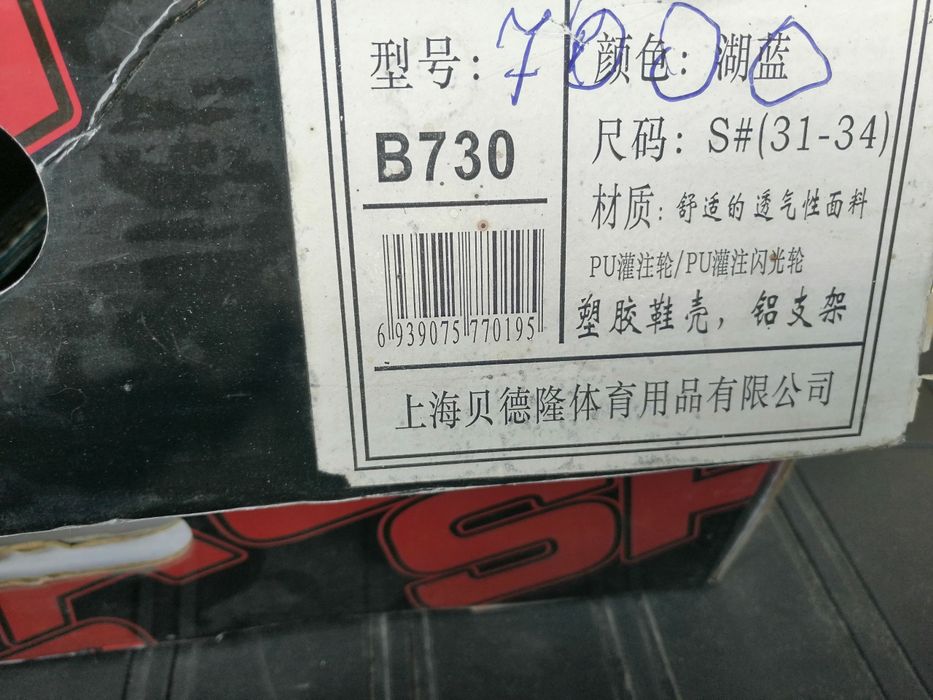 型号：
7000
B730
6 939075 770195
颜色：湖蓝
尺码：S#(31-34)
材质：舒适的透气性面料
PU灌注轮/PU灌注闪光轮
塑胶鞋壳，铝支架
上海贝德隆体育用品有限公司